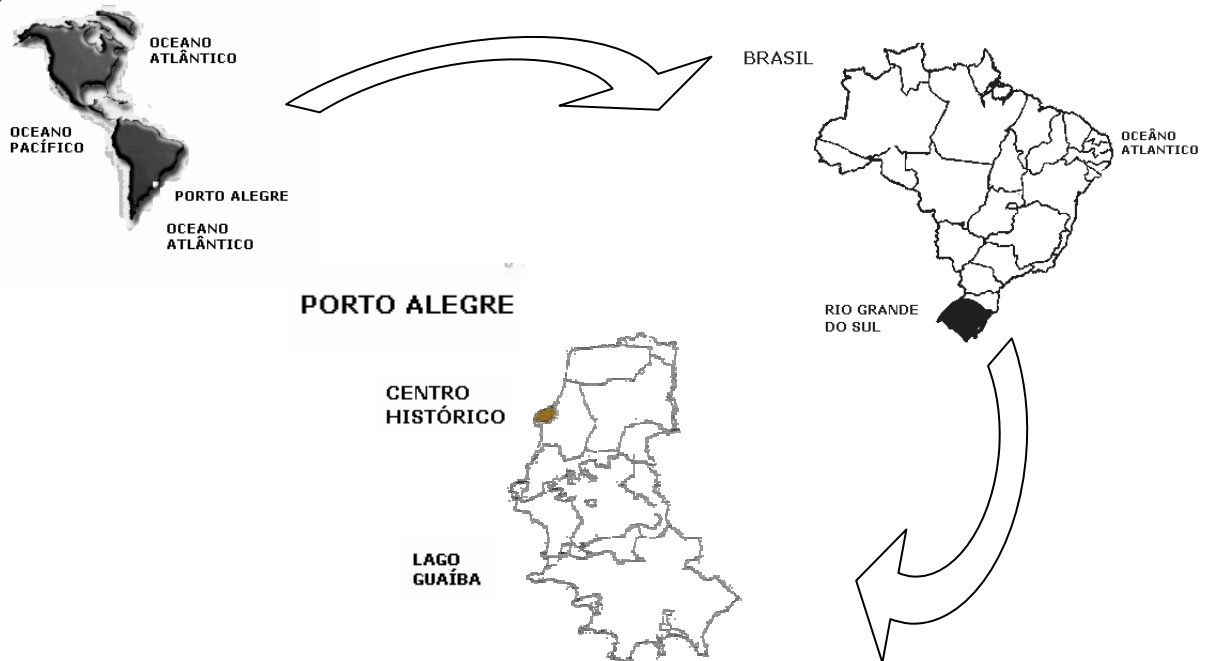 OCEANO
ATLÂNTICO
OCEANO
PACÍFICO
PORTO ALEGRE
OCEANO
ATLÂNTICO
BRASIL
OCEÂNO
ATLANTICO
RIO GRANDE
DO SUL
PORTO ALEGRE
CENTRO
HISTÓRICO
LAGO
GUAÍBA